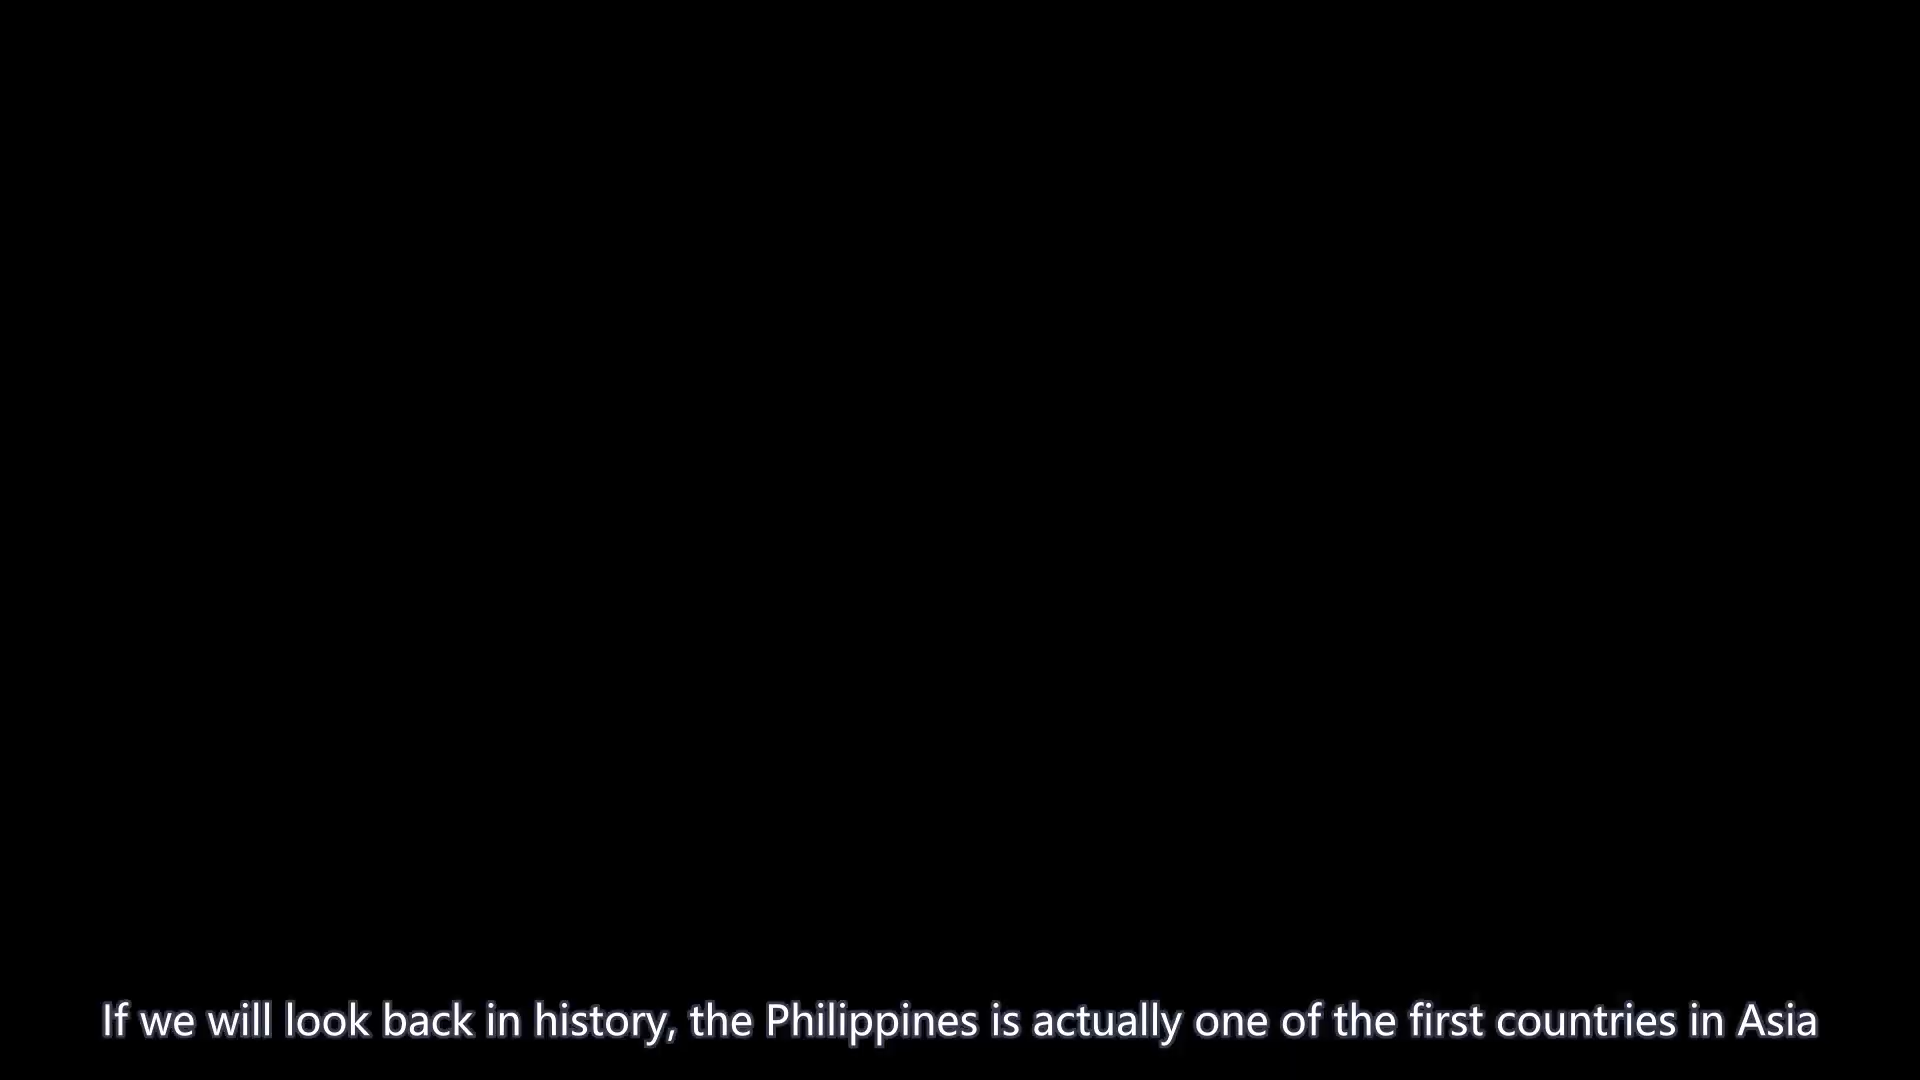 If we will look back in history, the Philippines is actually one of the first countries in Asia